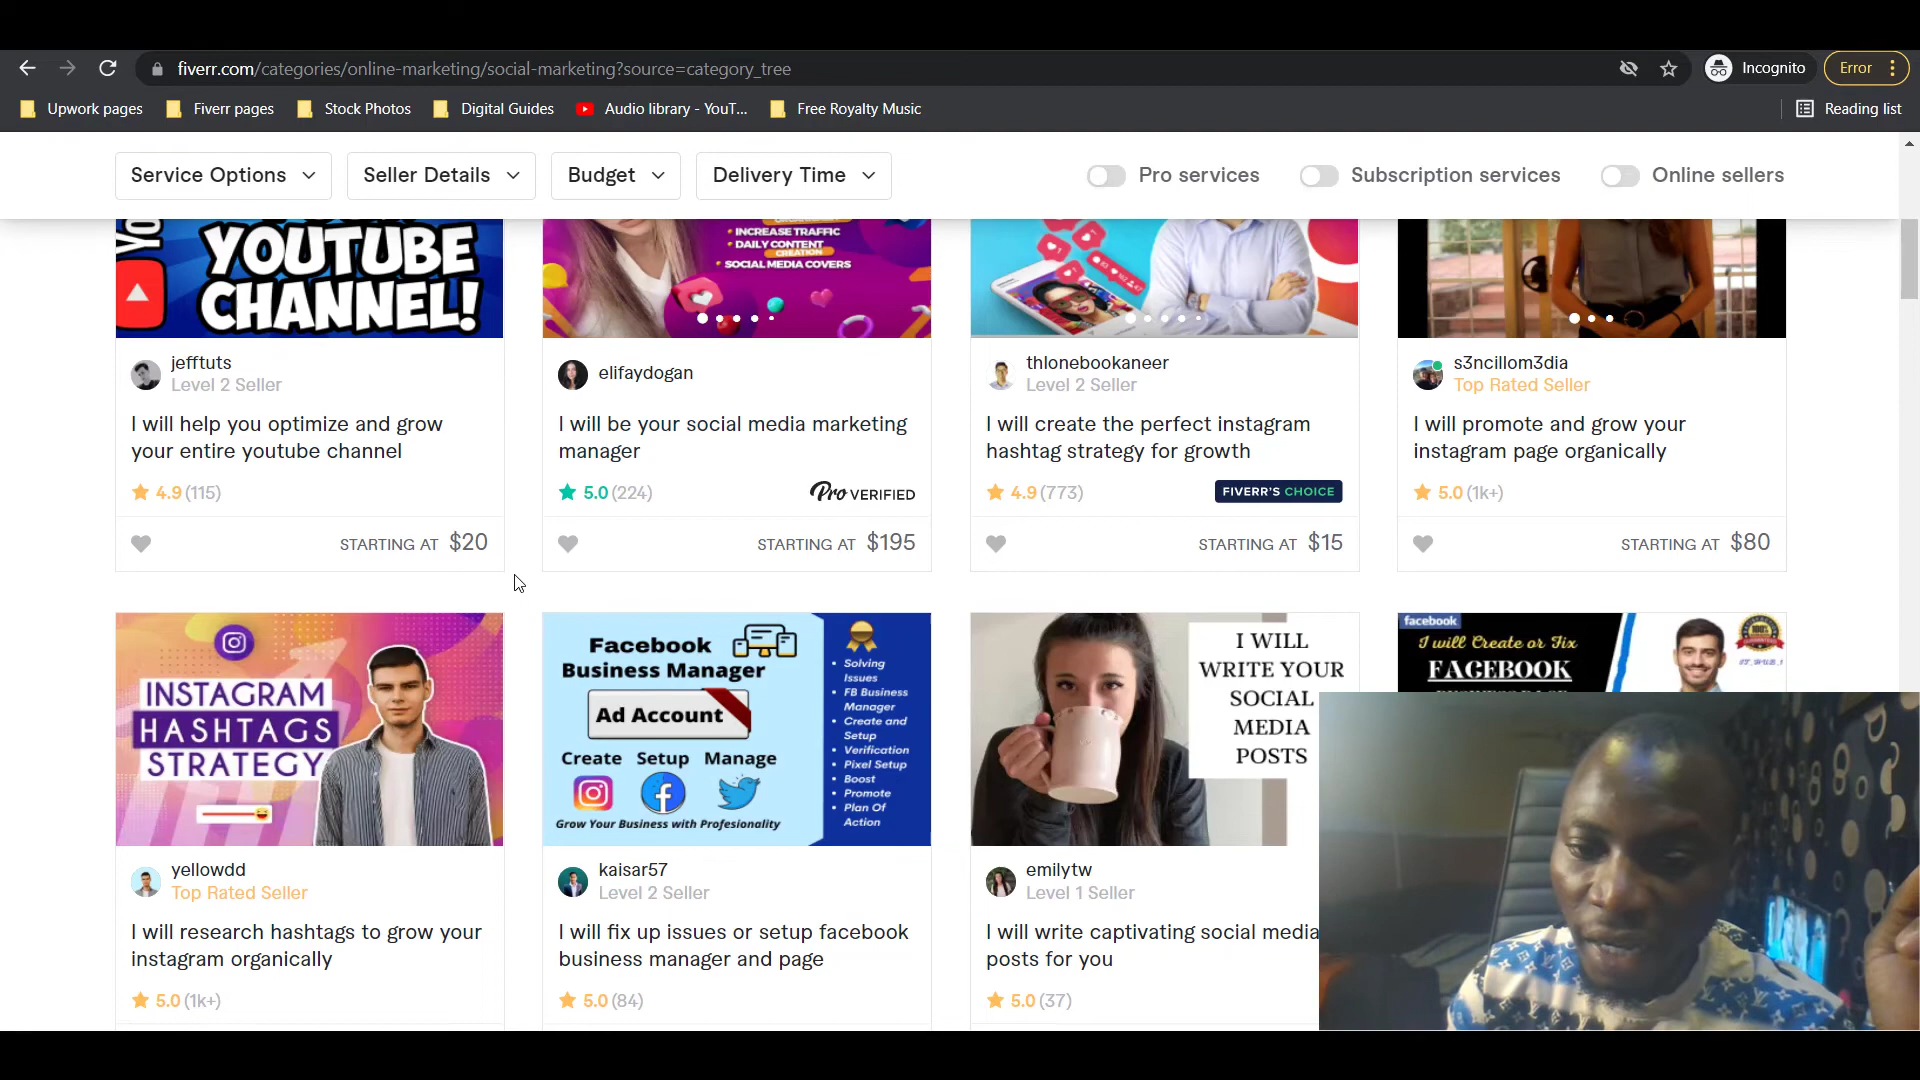 fiverr.com/categories/online-marketing/social-marketing?source=category_tree
Incognito
Error
Upwork pages
Fiverr pages
Stock Photos
Digital Guides
Audio library - YouT...
Free Royalty Music
Reading list
Service Options
Seller Details
Budget
Delivery Time
Pro services
Subscription services
Online sellers
YOUTUBE
CHANNEL!
• INCREASE TRAFFIC
• DAILY CONTENT
CREATION
• SOCIAL MEDIA COVERS
jefftuts
Level 2 Seller
I will help you optimize and grow
your entire youtube channel
4.9 (115)
STARTING AT $20
elifaydogan
I will be your social media marketing
manager
5.0 (224)
Pro VERIFIED
STARTING AT $195
thlonebookaneer
Level 2 Seller
I will create the perfect instagram
hashtag strategy for growth
4.9 (773)
FIVERR'S CHOICE
STARTING AT $15
s3ncillom3dia
Top Rated Seller
I will promote and grow your
instagram page organically
5.0 (1k+)
STARTING AT $80
INSTAGRAM
HASHTAGS
STRATEGY
yellowdd
Top Rated Seller
I will research hashtags to grow your
instagram organically
5.0 (1k+)
Facebook
Business Manager
Ad Account
Create Setup Manage
Grow Your Business with Profesionality
• Solving
Issues
• FB Business
Manager
• Create and
Setup
• Verification
• Pixel Setup
• Boost
• Promote
• Plan Of
Action
kaisar57
Level 2 Seller
I will fix up issues or setup facebook
business manager and page
5.0 (84)
I WILL
WRITE YOUR
SOCIAL
MEDIA
POSTS
emilytw
Level 1 Seller
I will write captivating social media
posts for you
5.0 (37)
facebook
I will Create or Fix
FACEBOOK
100%